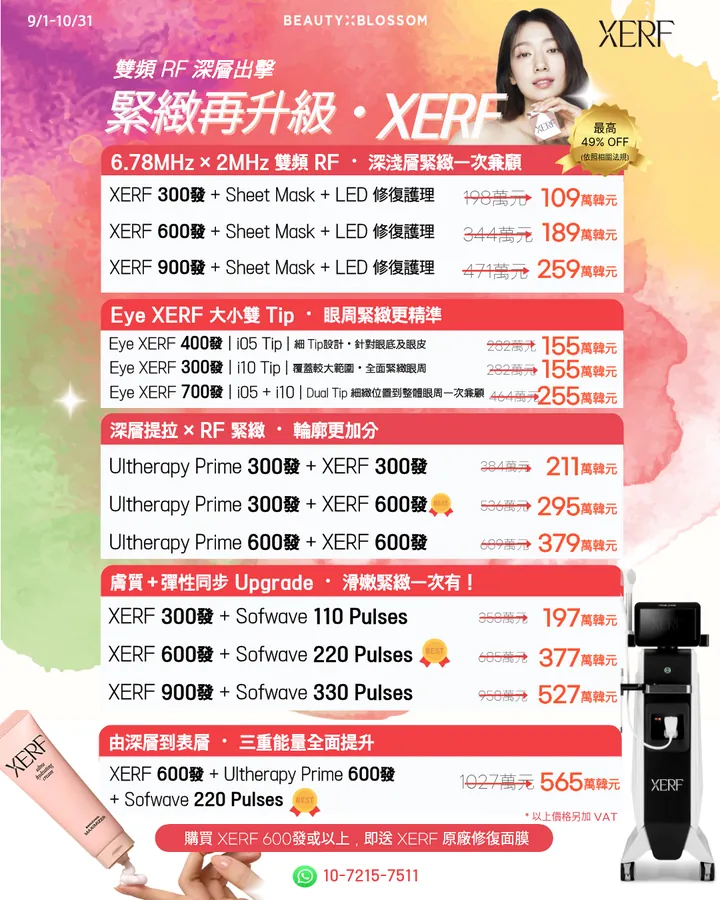 9/1-10/31
BEAUTY BLOSSOM
XERF
雙頻 RF 深層出擊
緊緻再升級・XERF
最高
49% OFF
(依照相關法規)
6.78MHz × 2MHz 雙頻 RF ・ 深淺層緊緻一次兼顧
XERF 300發 + Sheet Mask + LED 修復護理 198萬元 109萬韓元
XERF 600發 + Sheet Mask + LED 修復護理 344萬元 189萬韓元
XERF 900發 + Sheet Mask + LED 修復護理 471萬元 259萬韓元
Eye XERF 大小雙 Tip ・ 眼周緊緻更精準
Eye XERF 400發 | i05 Tip | 細 Tip設計・針對眼底及眼皮 282萬元 155萬韓元
Eye XERF 300發 | i10 Tip | 覆蓋較大範圍・全面緊緻眼周 282萬元 155萬韓元
Eye XERF 700發 | i05 + i10 | Dual Tip 細緻位置到整體眼周一次兼顧 464萬元 255萬韓元
深層提拉 × RF 緊緻 ・ 輪廓更加分
Ultherapy Prime 300發 + XERF 300發 384萬元 211萬韓元
Ultherapy Prime 300發 + XERF 600發 BEST 536萬元 295萬韓元
Ultherapy Prime 600發 + XERF 600發 689萬元 379萬韓元
膚質+彈性同步 Upgrade ・ 滑嫩緊緻一次有！
XERF 300發 + Sofwave 110 Pulses 358萬元 197萬韓元
XERF 600發 + Sofwave 220 Pulses BEST 685萬元 377萬韓元
XERF 900發 + Sofwave 330 Pulses 958萬元 527萬韓元
由深層到表層 ・ 三重能量全面提升
XERF 600發 + Ultherapy Prime 600發
+ Sofwave 220 Pulses BEST 1027萬元 565萬韓元
* 以上價格另加 VAT
購買 XERF 600發或以上，即送 XERF 原廠修復面膜
10-7215-7511
XERF
XERF